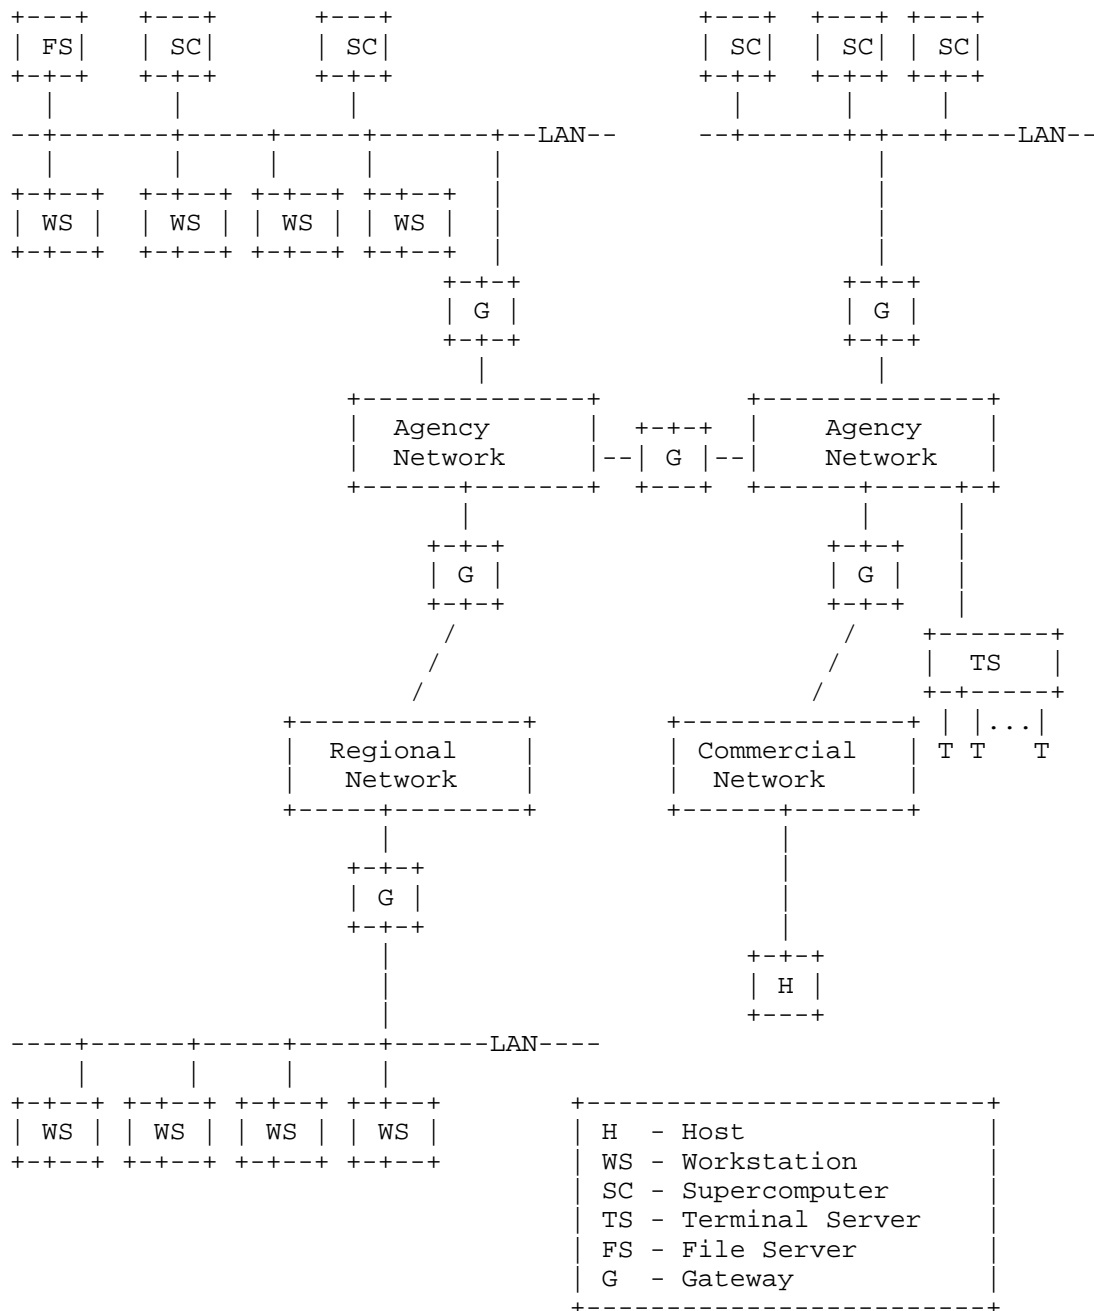 FS SC SC SC SC SC
LAN LAN
WS WS WS WS
G G
Agency Agency
Network G Network
G G
TS
Regional Commercial T T ... T
Network Network
G
H
LAN
WS WS WS WS H - Host
WS - Workstation
SC - Supercomputer
TS - Terminal Server
FS - File Server
G - Gateway